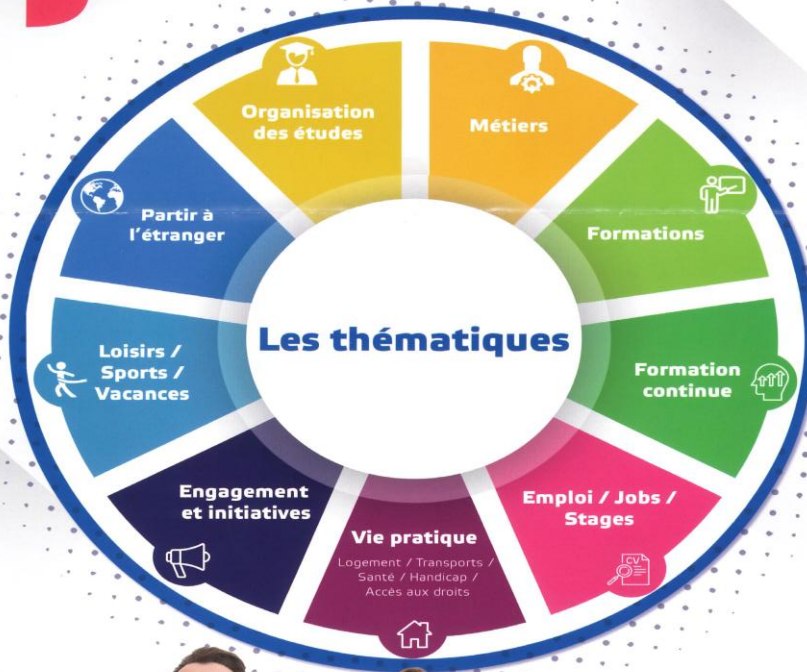 Organisation
des études
Métiers
Formations
Formation
continue
Emploi / Jobs /
Stages
CV
Vie pratique
Logement / Transports /
Santé / Handicap /
Accès aux droits
Engagement
et initiatives
Loisirs /
Sports /
Vacances
Partir à
l'étranger
Les thématiques